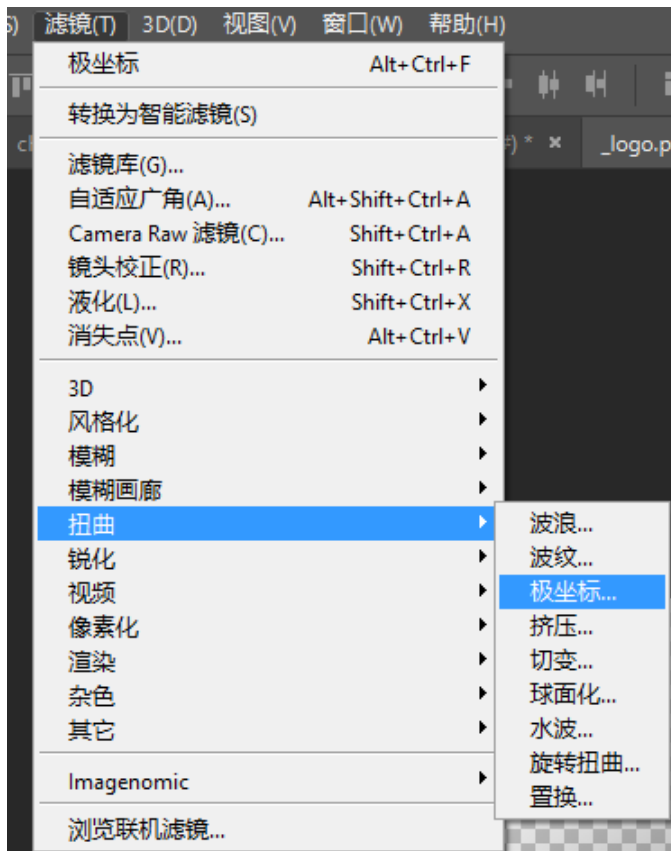 滤镜(T) 3D(D) 视图(V) 窗口(W) 帮助(H)
极坐标 Alt+Ctrl+F
转换为智能滤镜(S)
_logo.p
滤镜库(G)...
自适应广角(A)... Alt+Shift+Ctrl+A
Camera Raw 滤镜(C)... Shift+Ctrl+A
镜头校正(R)... Shift+Ctrl+R
液化(L)... Shift+Ctrl+X
消失点(V)... Alt+Ctrl+V
3D
风格化
模糊
模糊画廊
扭曲
锐化
视频
像素化
渲染
杂色
其它
Imagenomic
浏览联机滤镜...
波浪...
波纹...
极坐标...
挤压...
切变...
球面化...
水波...
旋转扭曲...
置换...